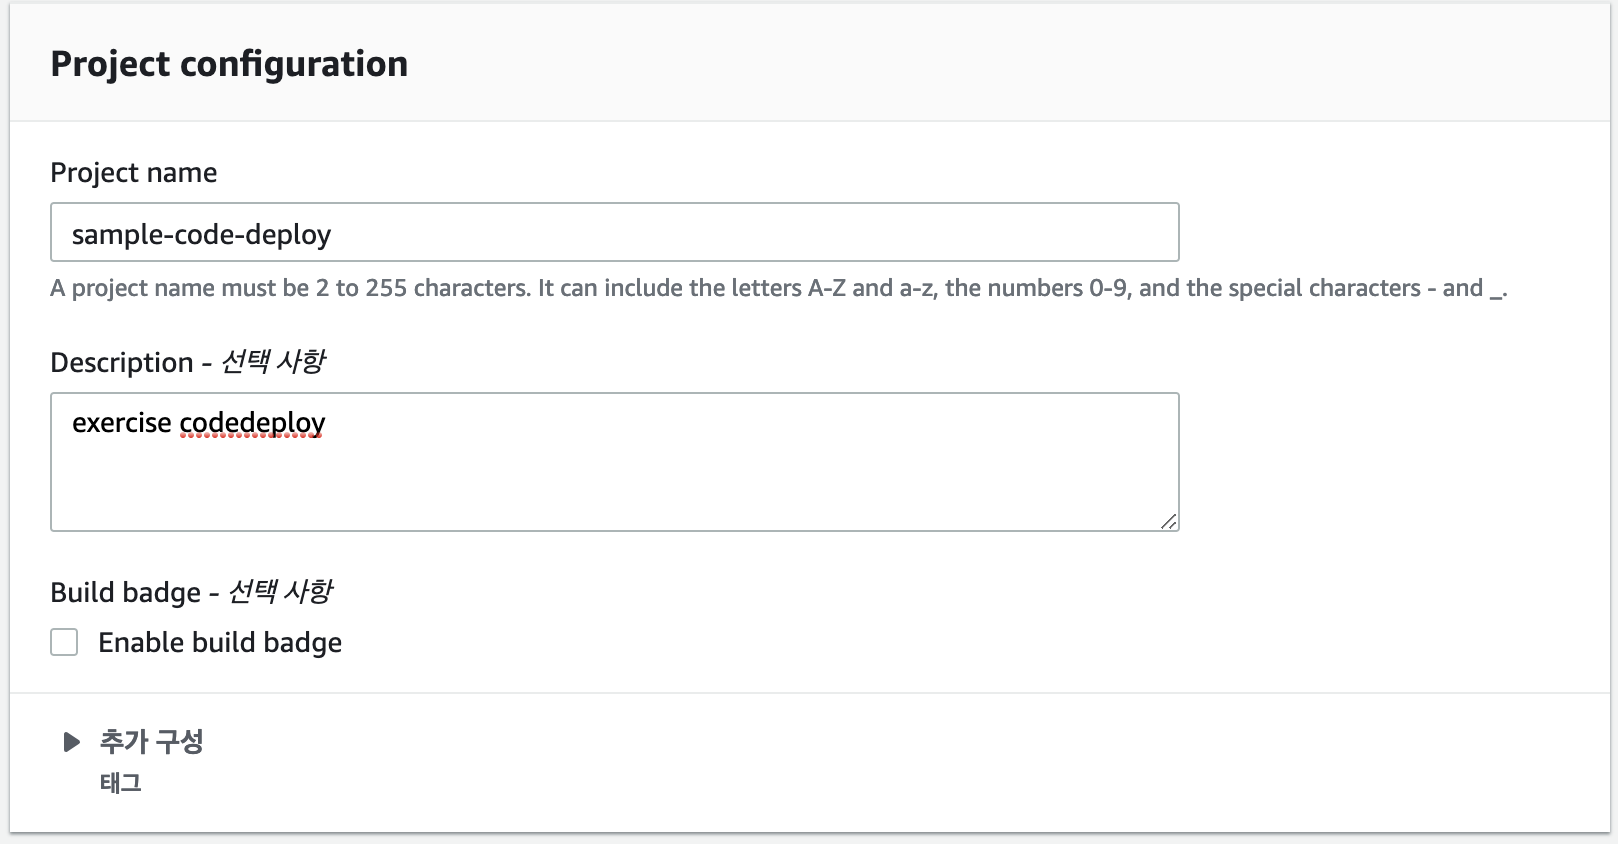 Project configuration
Project name
sample-code-deploy
A project name must be 2 to 255 characters. It can include the letters A-Z and a-z, the numbers 0-9, and the special characters - and _.
Description - 선택 사항
exercise codedeploy
Build badge - 선택 사항
Enable build badge
추가 구성
태그